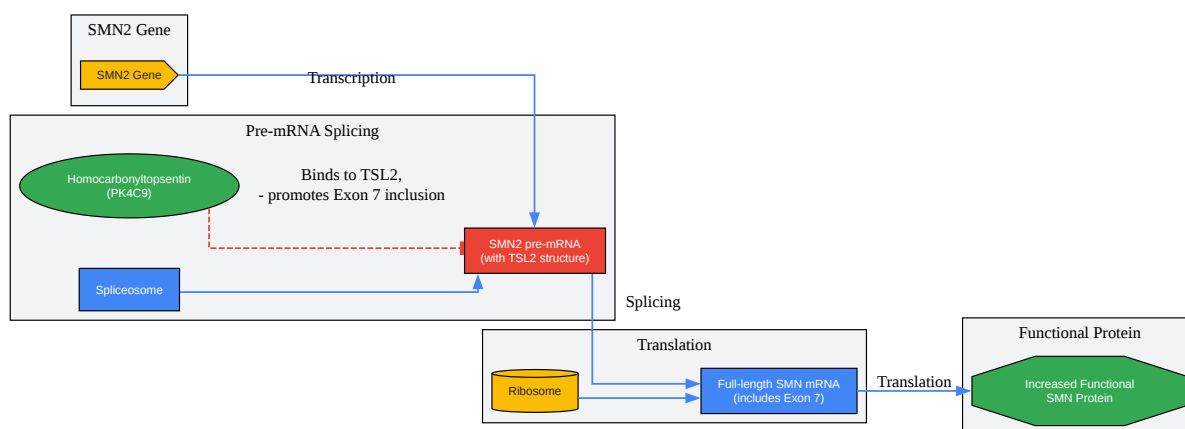 SMN2 Gene
SMN2 Gene
Transcription
Pre-mRNA Splicing
Homocarbonyltopsentin
(PK4C9)
Binds to TSL2,
- promotes Exon 7 inclusion
SMN2 pre-mRNA
(with TSL2 structure)
Spliceosome
Splicing
Translation
Ribosome
Full-length SMN mRNA
(includes Exon 7)
Translation
Functional Protein
Increased Functional
SMN Protein